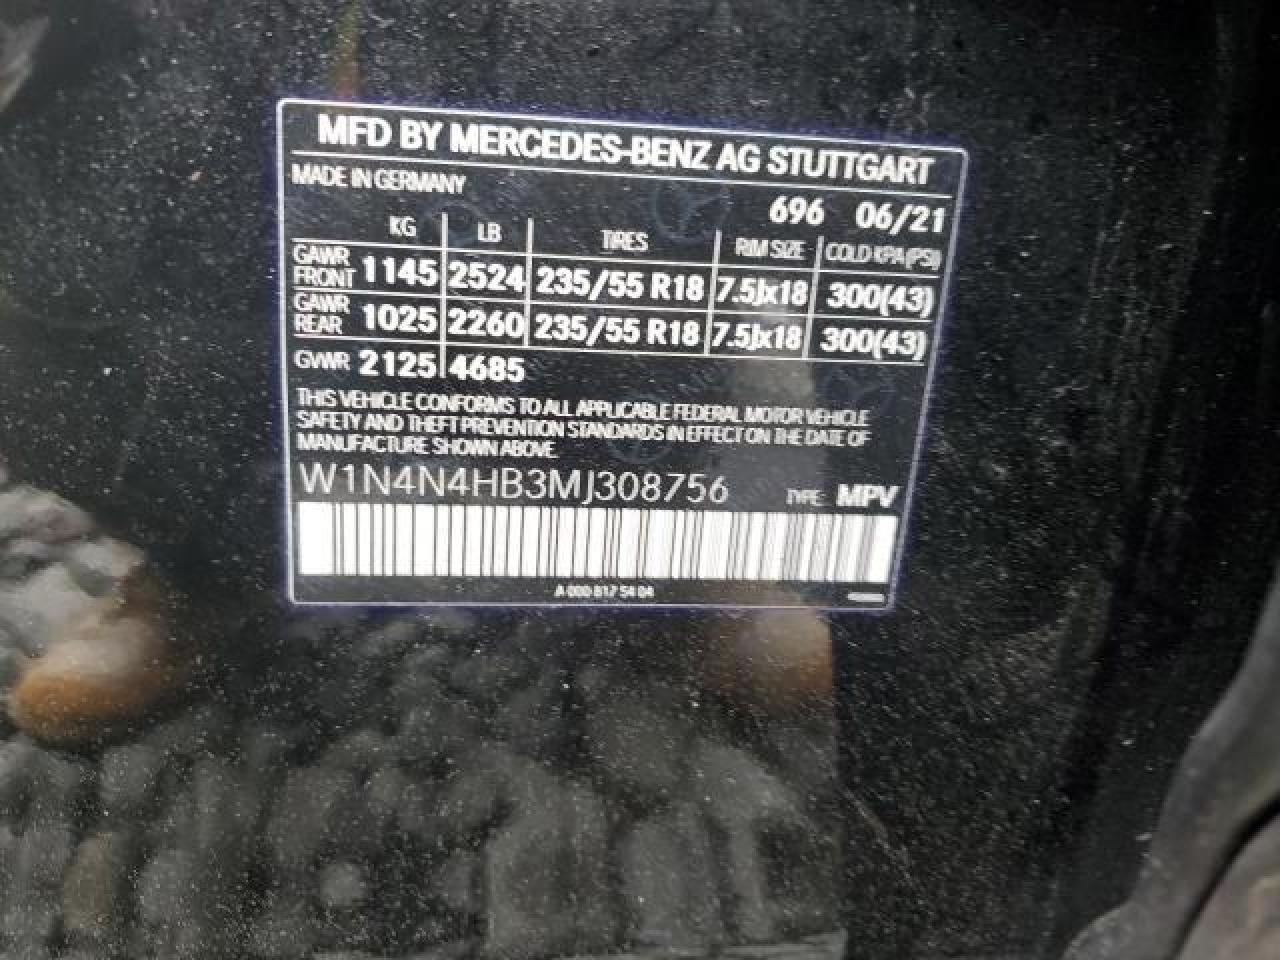 MFD BY MERCEDES-BENZ AG STUTTGART
MADE IN GERMANY
696 06/21
KG LB TIRES RIM SIZE COLD KPA(PSI)
GAWR FRONT 1145 2524 235/55 R18 7.5Jx18 300(43)
GAWR REAR 1025 2260 235/55 R18 7.5Jx18 300(43)
GVWR 2125 4685
THIS VEHICLE CONFORMS TO ALL APPLICABLE FEDERAL MOTOR VEHICLE
SAFETY AND THEFT PREVENTION STANDARDS IN EFFECT ON THE DATE OF
MANUFACTURE SHOWN ABOVE.
W1N4N4HB3MJ308756 TYPE: MPV
A 000 817 54 04